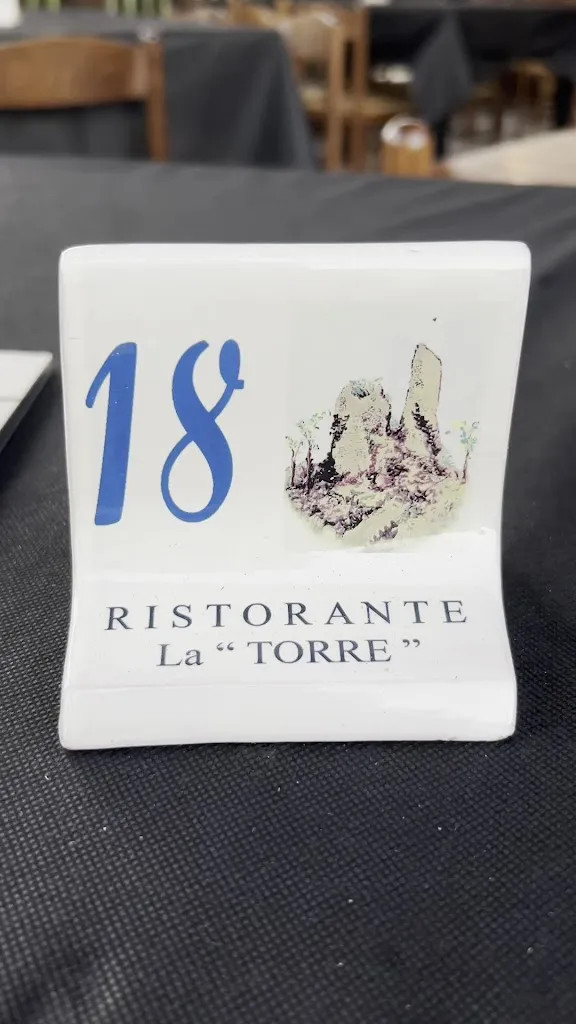 18
RISTORANTE
La “ TORRE ”